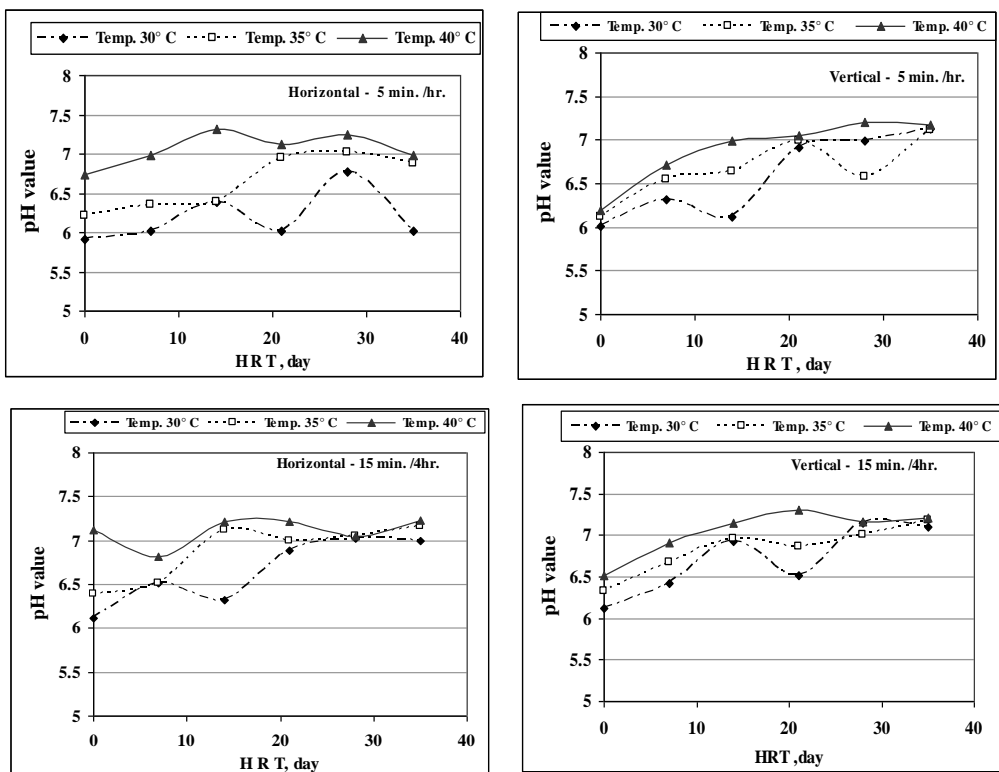 Temp. 30° C Temp. 35° C Temp. 40° C
Horizontal - 5 min. /hr.
8
7.5
7
6.5
6
5.5
5
pH value
0 10 20 30 40
H R T , day
Temp. 30° C Temp. 35° C Temp. 40° C
Vertical - 5 min. /hr.
8
7.5
7
6.5
6
5.5
5
pH value
0 10 20 30 40
H R T , day
Temp. 30° C Temp. 35° C Temp. 40° C
Horizontal - 15 min. /4hr.
8
7.5
7
6.5
6
5.5
5
pH value
0 10 20 30 40
H R T, day
Temp. 30° C Temp. 35° C Temp. 40° C
Vertical - 15 min. /4hr.
8
7.5
7
6.5
6
5.5
5
pH value
0 10 20 30 40
HRT ,day